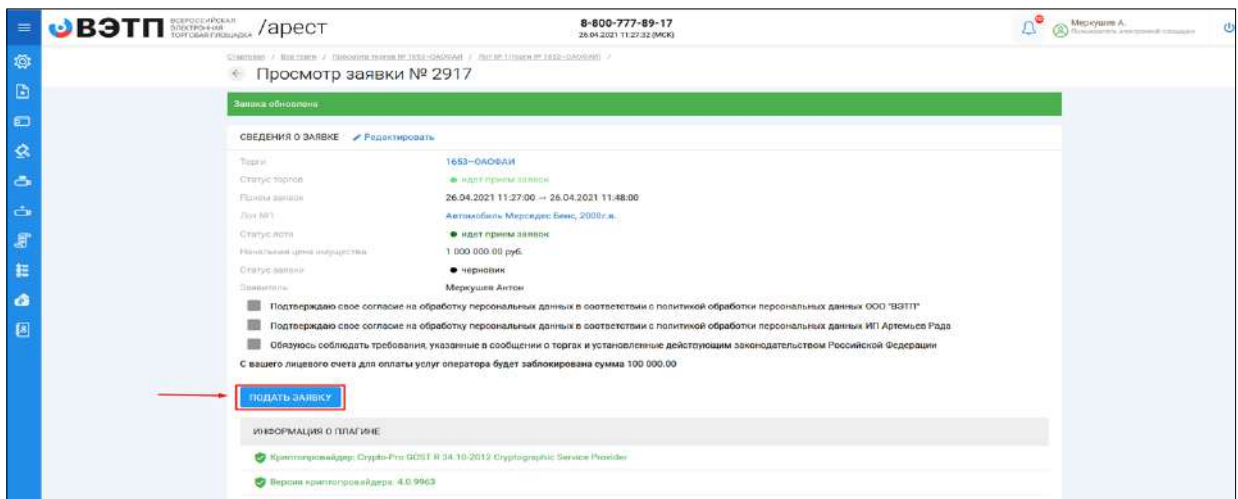 ВЭТП ВСЕРОССИЙСКАЯ ЭЛЕКТРОННАЯ ТОРГОВАЯ ПЛОЩАДКА /арест
8-800-777-89-17
26.04.2021 11:27:32 (МСК)
Меркушев А.
Пользователь электронной площадки
Просмотр заявки № 2917
Заявка обновлена
СВЕДЕНИЯ О ЗАЯВКЕ Редактировать
Торги 1653–ОАОФАИ
Статус торгов идет прием заявок
Прием заявок 26.04.2021 11:27:00 — 26.04.2021 11:48:00
Лот №1 Автомобиль Мерседес Бенс, 2008г.в.
Статус лота идет прием заявок
Начальная цена имущества 1 000 000.00 руб.
Статус заявки черновик
Заявитель Меркушев Антон
Подтверждаю свое согласие на обработку персональных данных в соответствии с политикой обработки персональных данных ООО "ВЭТП"
Подтверждаю свое согласие на обработку персональных данных в соответствии с политикой обработки персональных данных ИП Артемьев Рада
Обязуюсь соблюдать требования, указанные в сообщении о торгах и установленные действующим законодательством Российской Федерации
С вашего лицевого счета для оплаты услуг оператора будет заблокирована сумма 100 000.00
ПОДАТЬ ЗАЯВКУ
ИНФОРМАЦИЯ О ПЛАГИНЕ
Криптопровайдер: Crypto-Pro GOST R 34.10-2012 Cryptographic Service Provider
Версия криптопровайдера: 4.0.9963